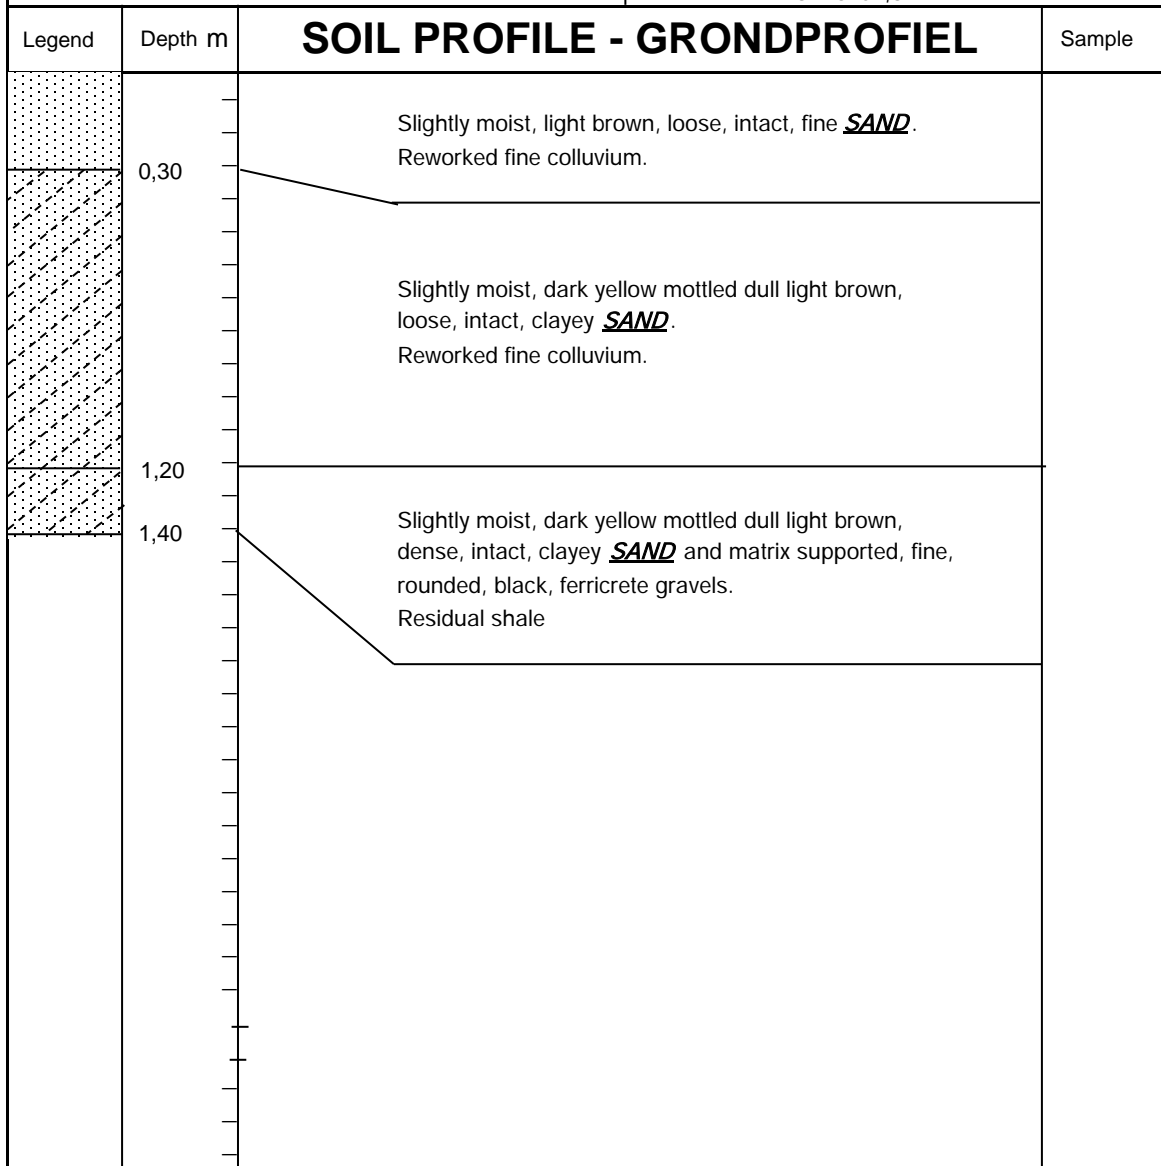 Legend Depth m SOIL PROFILE - GRONDPROFIEL Sample
Slightly moist, light brown, loose, intact, fine SAND.
Reworked fine colluvium.
0,30
Slightly moist, dark yellow mottled dull light brown,
loose, intact, clayey SAND.
Reworked fine colluvium.
1,20
1,40
Slightly moist, dark yellow mottled dull light brown,
dense, intact, clayey SAND and matrix supported, fine,
rounded, black, ferricrete gravels.
Residual shale